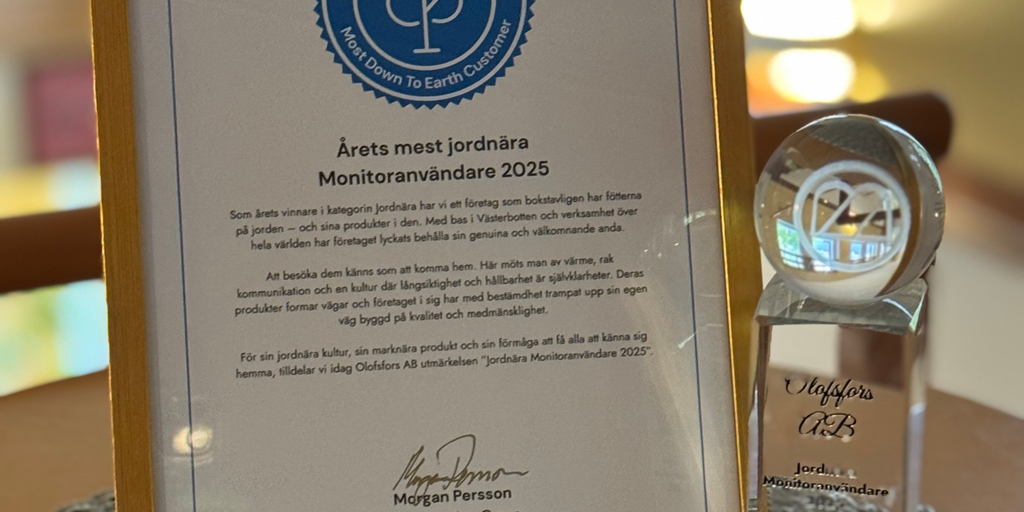 Most Down To Earth Customer
Årets mest jordnära
Monitoranvändare 2025
Som årets vinnare i kategorin Jordnära har vi ett företag som bokstavligen har fötterna
på jorden – och sina produkter i den. Med bas i Västerbotten och verksamhet över
hela världen har företaget lyckats behålla sin genuina och välkomnande anda.
Att besöka dem känns som att komma hem. Här möts man av värme, rak
kommunikation och en kultur där långsiktighet och hållbarhet är självklarheter. Deras
produkter formar vägar och företaget i sig har med bestämdhet trampat upp sin egen
väg byggd på kvalitet och medmänsklighet.
För sin jordnära kultur, sin marknära produkt och sin förmåga att få alla att känna sig
hemma, tilldelar vi idag Olofsfors AB utmärkelsen "Jordnära Monitoranvändare 2025".
Morgan Persson
Olofsfors
AB
Monitoranvändare